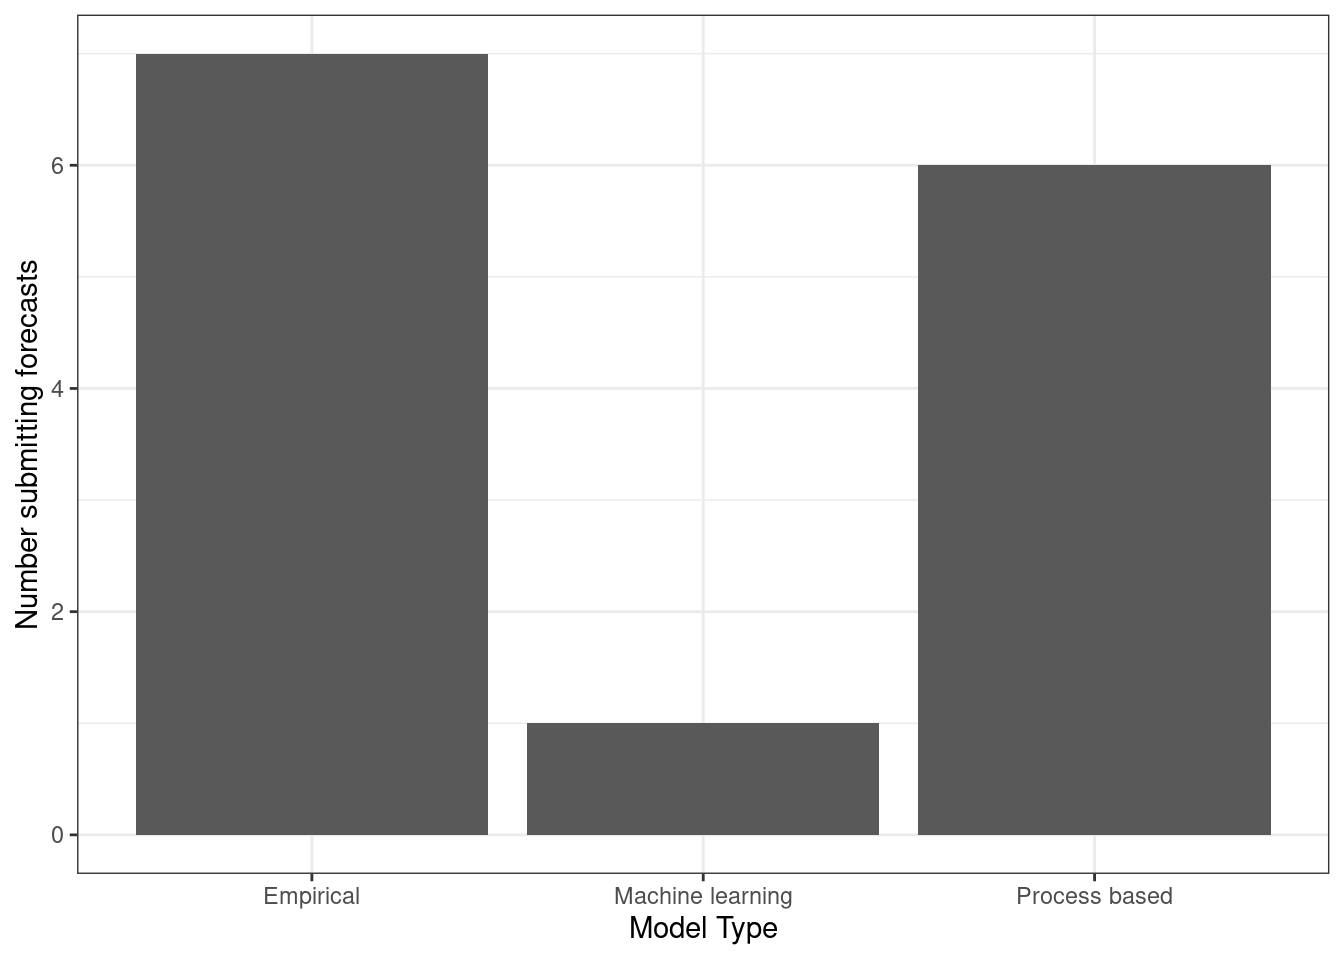 Number submitting forecasts
6
4
2
0
Empirical
Machine learning
Process based
Model Type